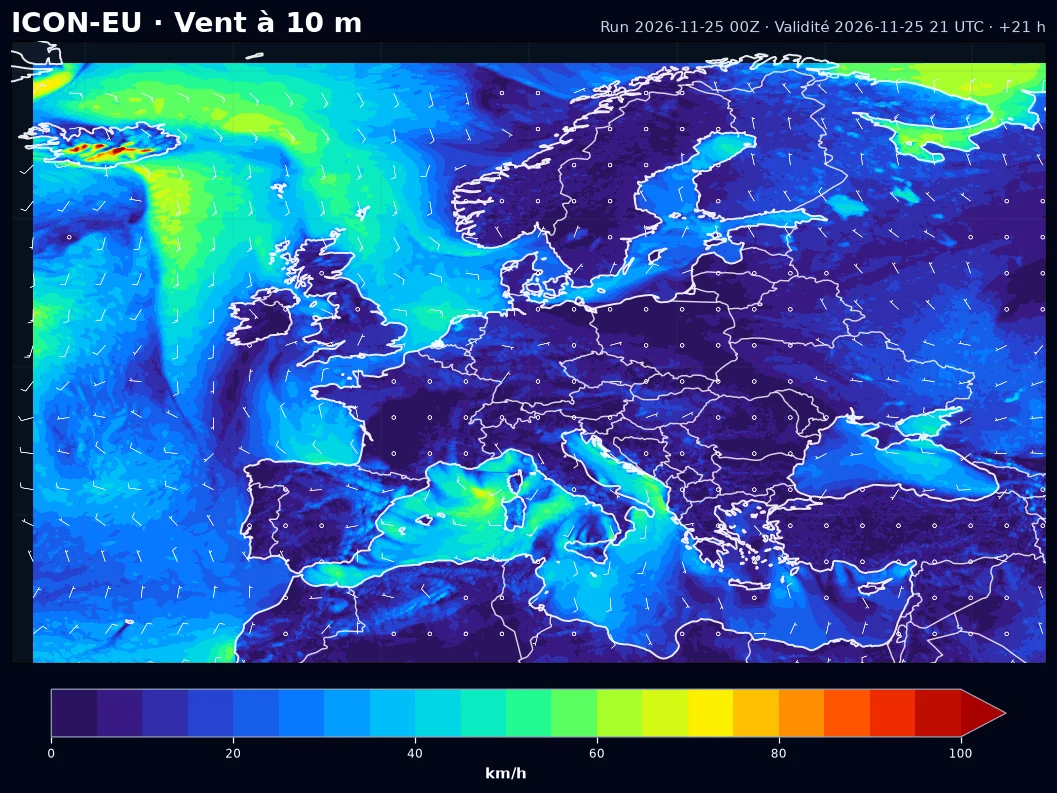 ICON-EU · Vent à 10 m
Run 2026-11-25 00Z · Validité 2026-11-25 21 UTC · +21 h
0 20 40 60 80 100
km/h